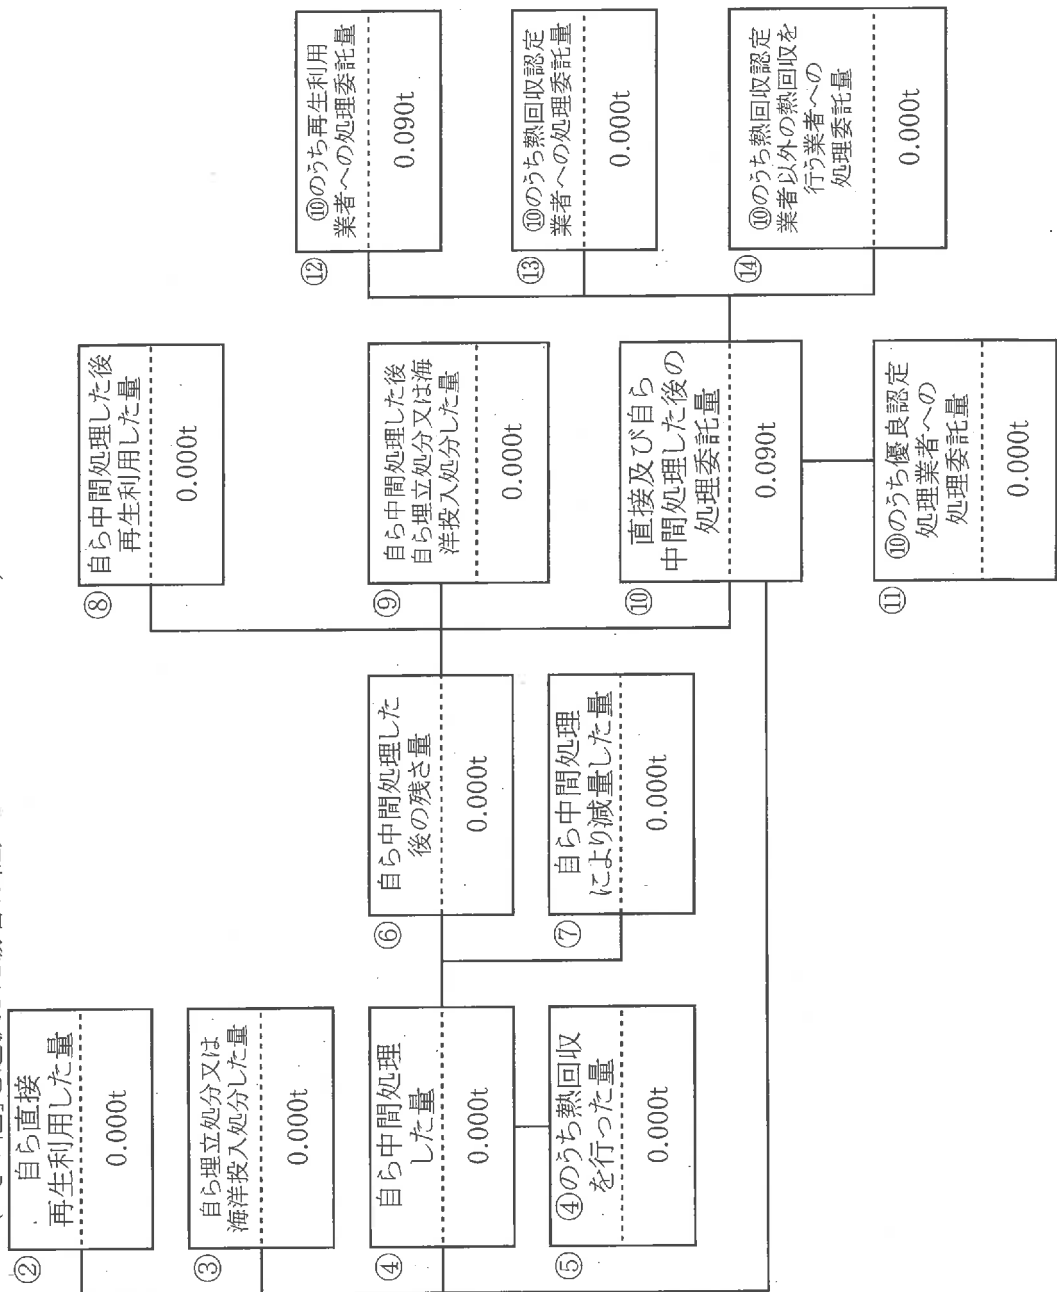 ②
自ら直接
再生利用した量
0.000t
③
自ら埋立処分又は
海洋投入処分した量
0.000t
④
自ら中間処理
した量
0.000t
⑤
④のうち熱回収
を行った量
0.000t
⑥
自ら中間処理した
後の残さ量
0.000t
⑦
自ら中間処理
により減量した量
0.000t
⑧
自ら中間処理した後
再生利用した量
0.000t
⑨
自ら中間処理した後
自ら埋立処分又は海
洋投入処分した量
0.000t
⑩
直接及び自ら
中間処理した後の
処理委託量
0.090t
⑪
⑩のうち優良認定
処理業者への
処理委託量
0.000t
⑫
⑩のうち再生利用
業者への処理委託量
0.090t
⑬
⑩のうち熱回収認定
業者への処理委託量
0.000t
⑭
⑩のうち熱回収認定
業者以外の熱回収を
行う業者への
処理委託量
0.000t